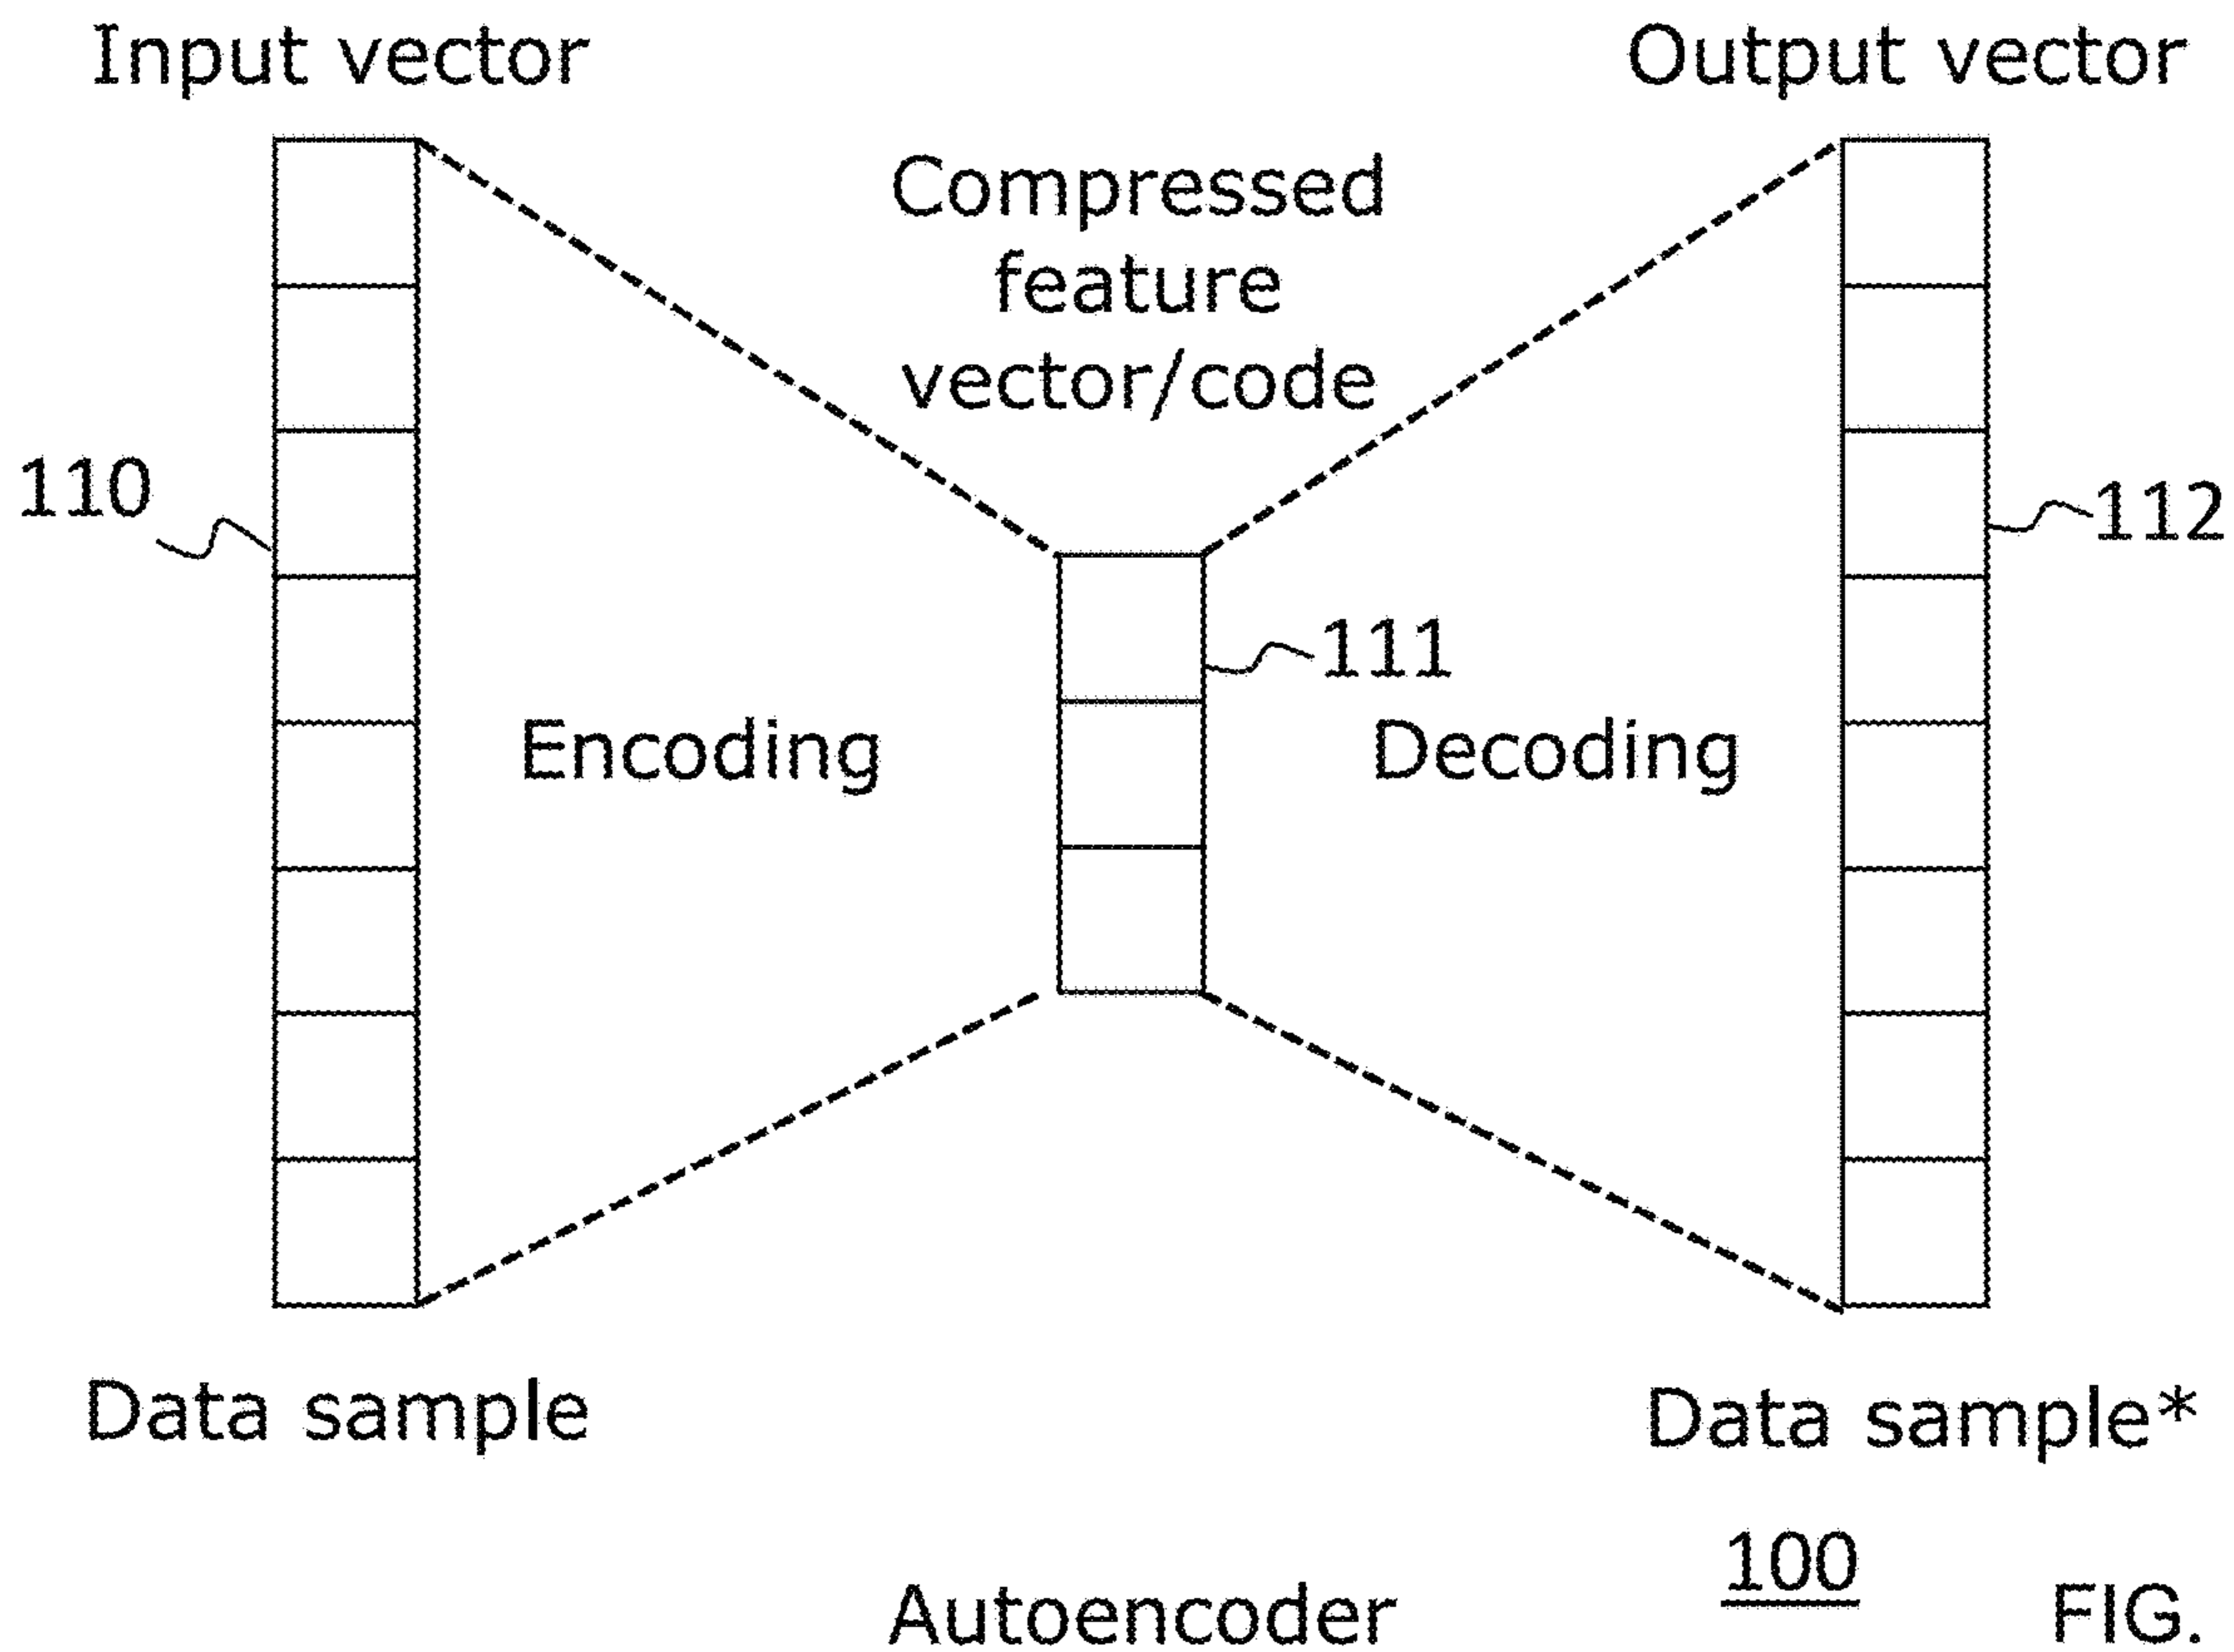 Input vector
Output vector
Compressed
feature
vector/code
110
112
111
Encoding
Decoding
Data sample
Data sample*
100
Autoencoder
FIG.